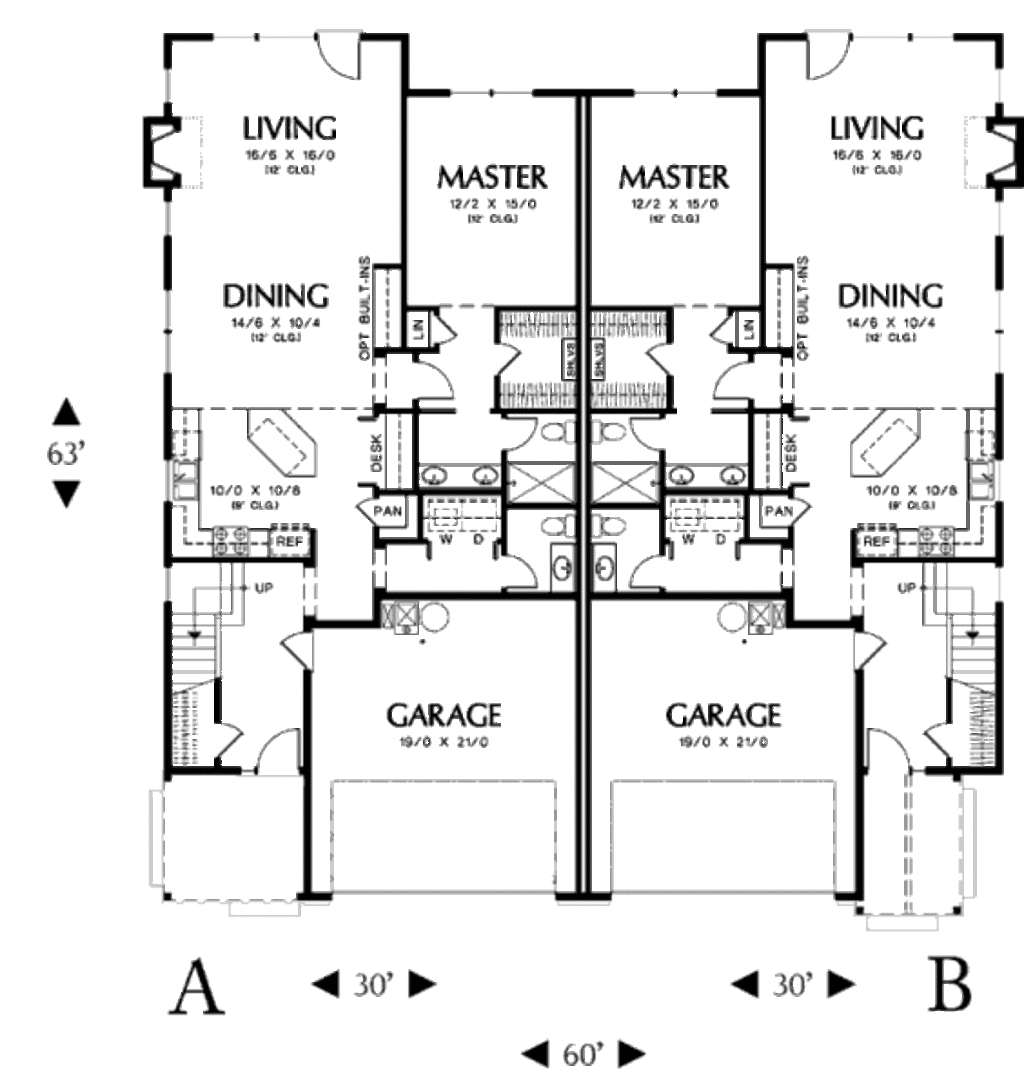 LIVING
16/6 X 16/0
(12' CLG.)
MASTER
12/2 X 15/0
(12' CLG.)
MASTER
12/2 X 15/0
(12' CLG.)
LIVING
16/6 X 16/0
(12' CLG.)
DINING
14/6 X 10/4
(12' CLG.)
OPT BUILT-INS
LIN
SHLVS
SHLVS
LIN
OPT BUILT-INS
DINING
14/6 X 10/4
(12' CLG.)
63'
DESK
DESK
10/0 X 10/8
(9' CLG.)
PAN
PAN
10/0 X 10/8
(9' CLG.)
REF
W D
W D
REF
UP
UP
GARAGE
19/0 X 21/0
GARAGE
19/0 X 21/0
A
30'
30'
B
60'